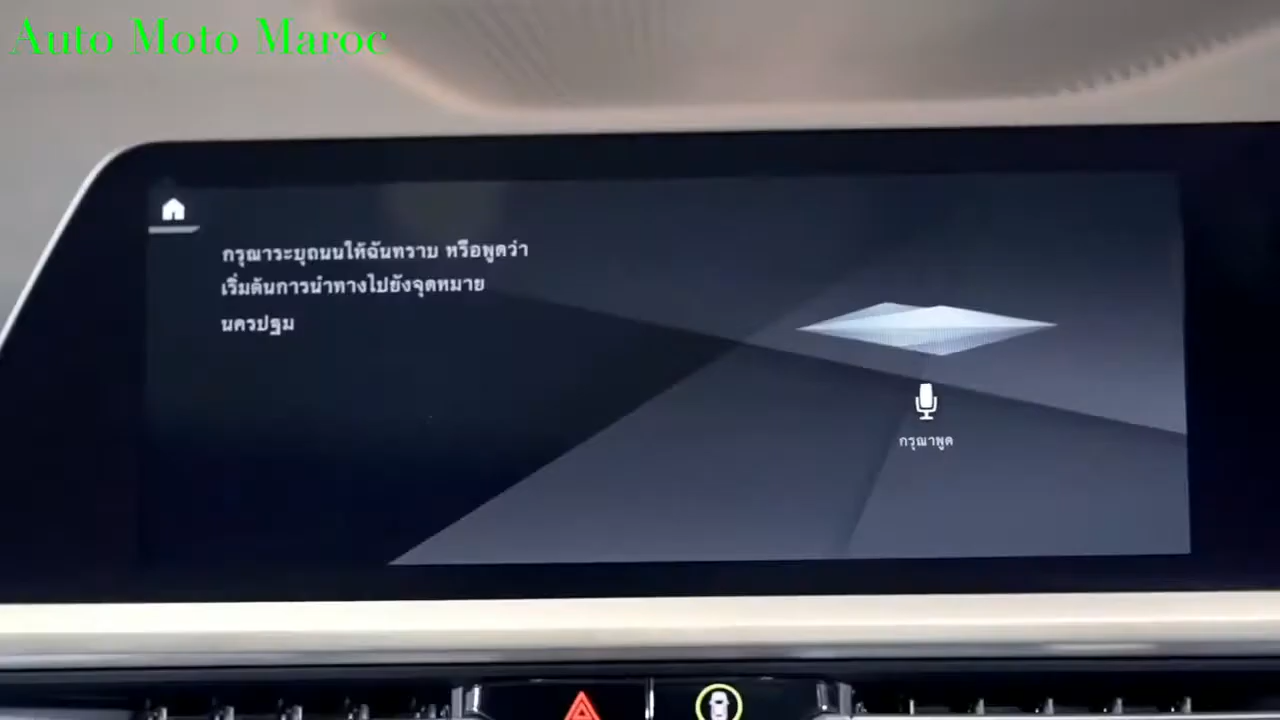 Auto Moto Maroc
กรุณาระบุถนนให้ฉันทราบ หรือพูดว่า
เริ่มต้นการนำทางไปยังจุดหมาย
นครปฐม
กรุณาพูด